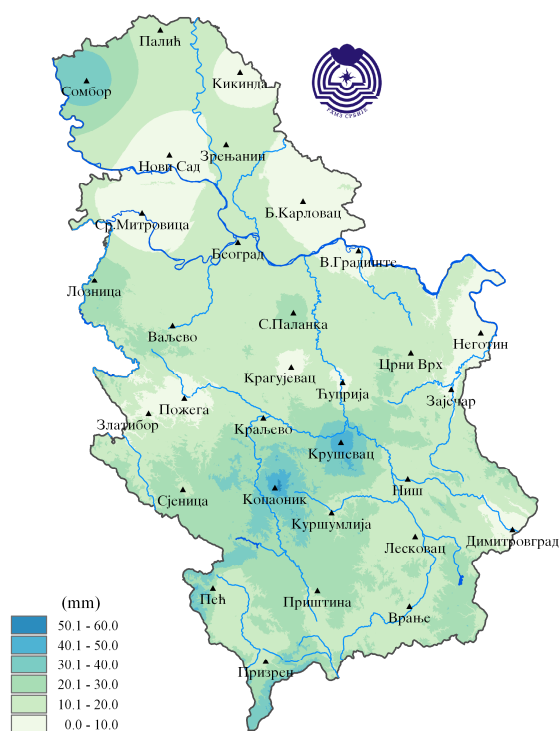 Палић
Сомбор
Кикинда
РХМЗ СРБИЈЕ
Зрењанин
Нови Сад
Б.Карловац
Ср.Митровица
Београд
В.Градиште
Лозница
С.Паланка
Ваљево
Неготин
Црни Врх
Крагујевац
Ћуприја
Зајечар
Пожега
Златибор
Краљево
Крушевац
Ниш
Сјеница
Копаоник
Куршумлија
Димитровград
Лесковац
Пећ
Приштина
Врање
Призрен
(mm)
50.1 - 60.0
40.1 - 50.0
30.1 - 40.0
20.1 - 30.0
10.1 - 20.0
0.0 - 10.0